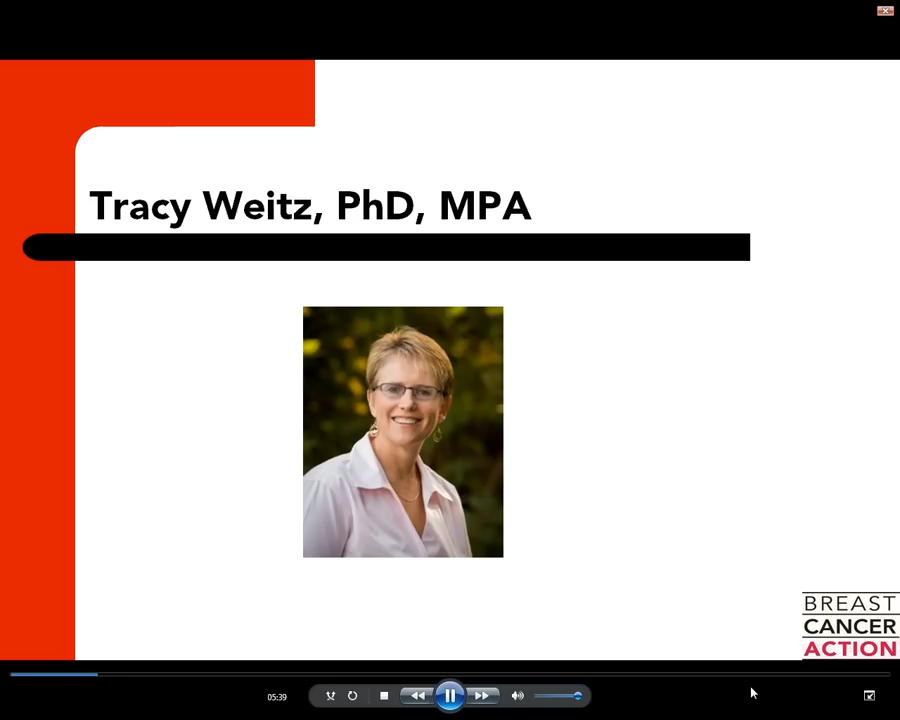 Tracy Weitz, PhD, MPA
BREAST
CANCER
ACTION
05:39